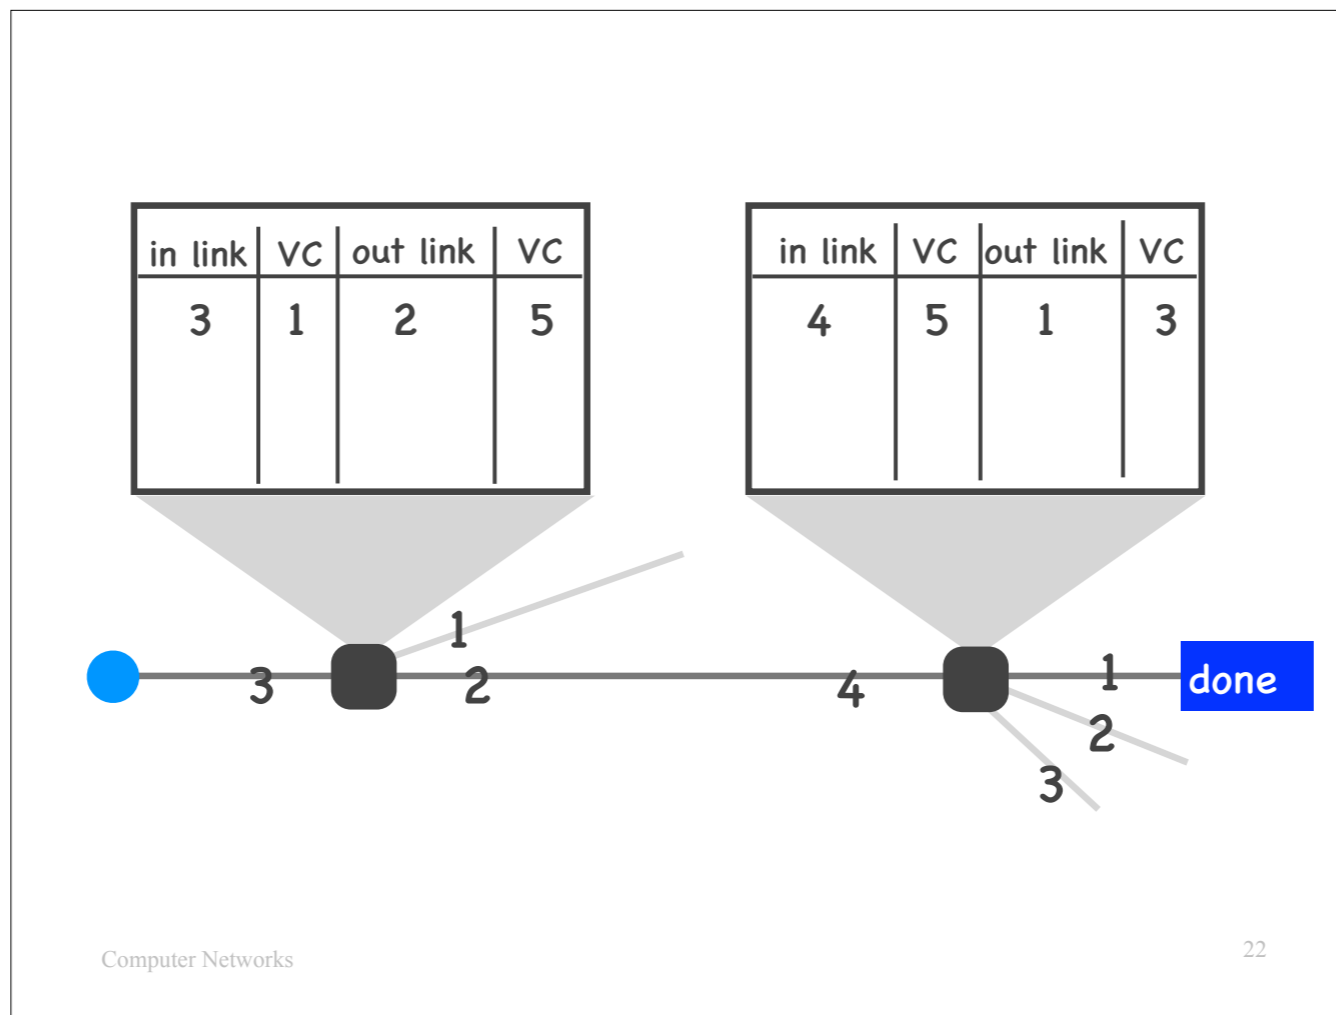 in link VC out link VC
3 1 2 5
in link VC out link VC
4 5 1 3
1
3 2 4 1 done
2
3
Computer Networks
22